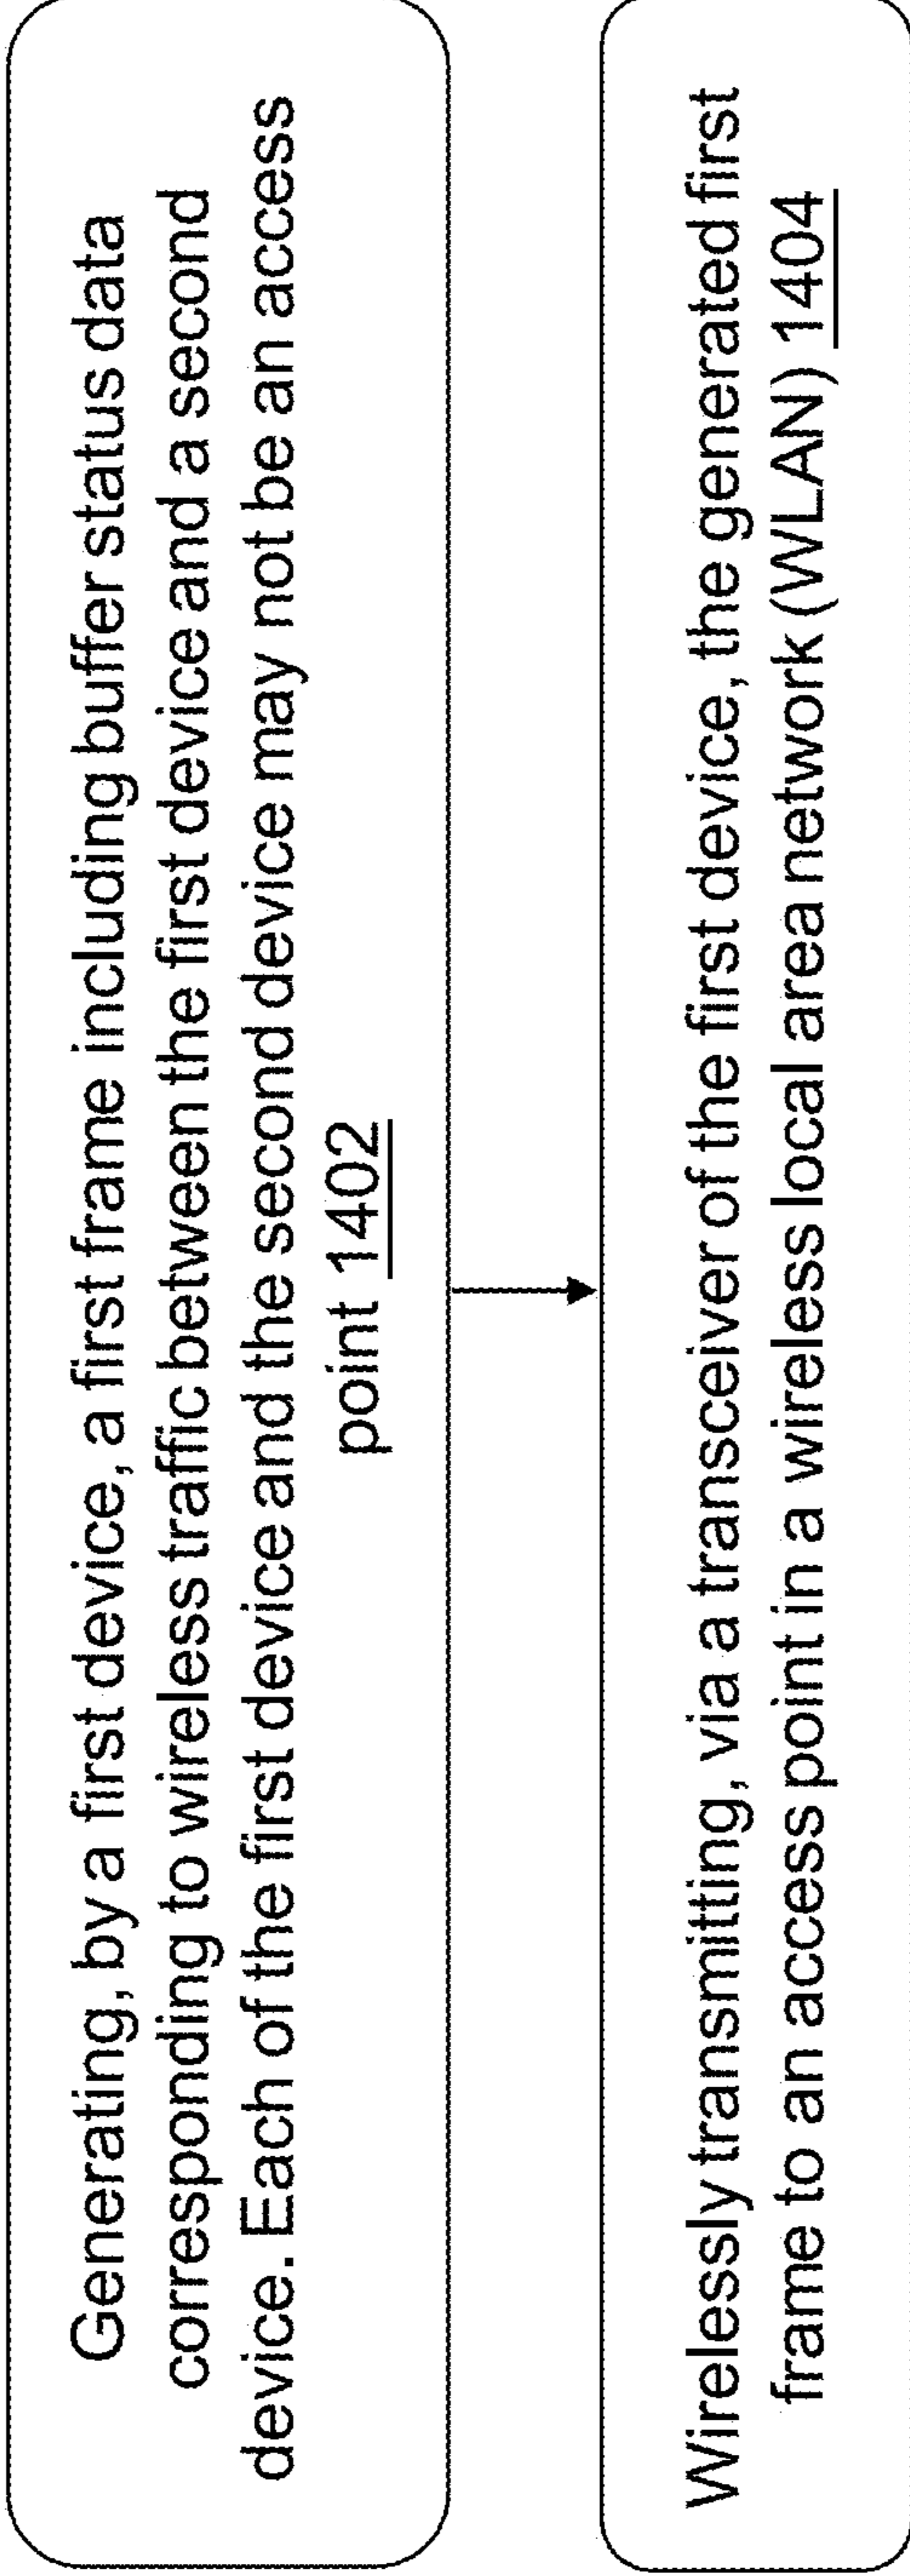 Generating, by a first device, a first frame including buffer status data
corresponding to wireless traffic between the first device and a second
device. Each of the first device and the second device may not be an access
point 1402
Wirelessly transmitting, via a transceiver of the first device, the generated first
frame to an access point in a wireless local area network (WLAN) 1404